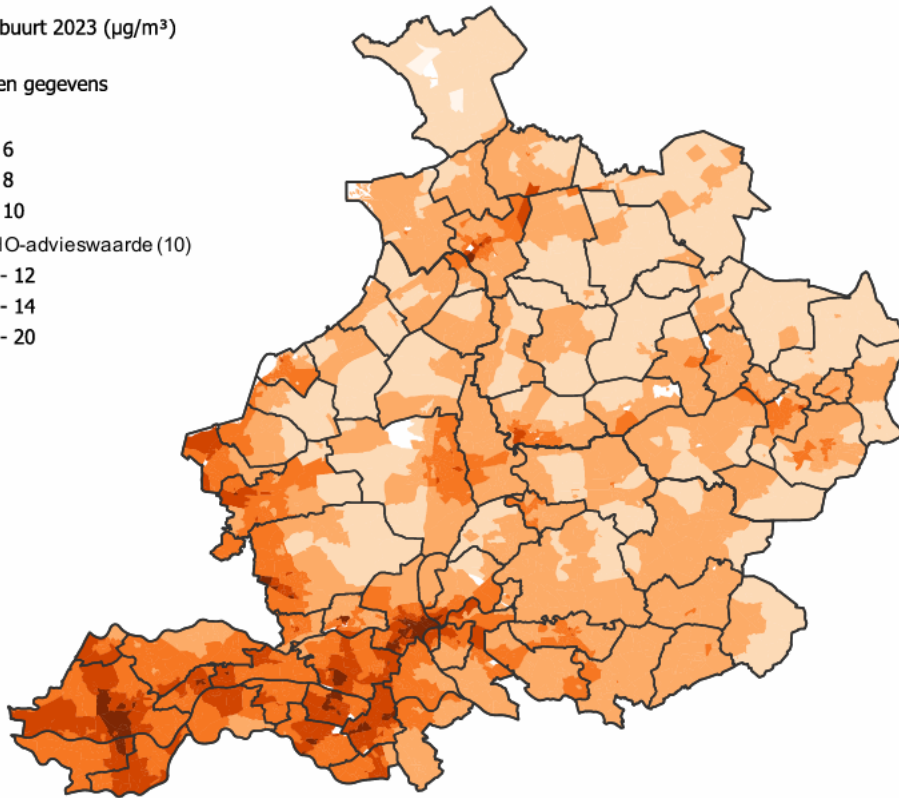 buurt 2023 (µg/m³)
en gegevens
6
8
10
IO-advieswaarde (10)
- 12
- 14
- 20